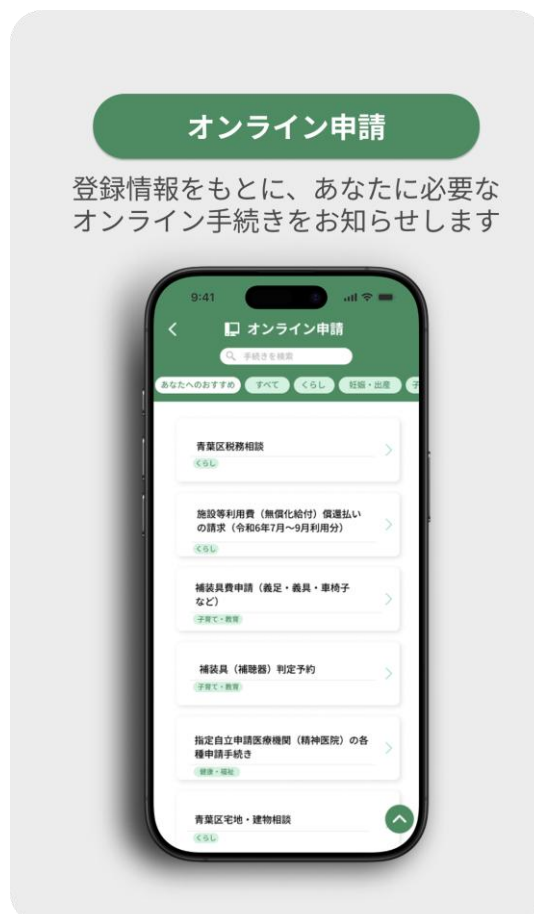 オンライン申請
登録情報をもとに、あなたに必要な
オンライン手続きをお知らせします
9:41
オンライン申請
手続きを検索
あなたへのおすすめ
すべて
くらし
妊娠・出産
子
青葉区税務相談
くらし
施設等利用費（無償化給付）償還払い
の請求（令和6年7月～9月利用分）
くらし
補装具費申請（義足・義具・車椅子
など）
子育て・教育
補装具（補聴器）判定予約
子育て・教育
指定自立申請医療機関（精神医院）の各
種申請手続き
健康・福祉
青葉区宅地・建物相談
くらし